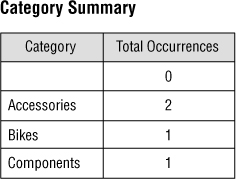 Category Summary
Category Total Occurrences
0
Accessories 2
Bikes 1
Components 1